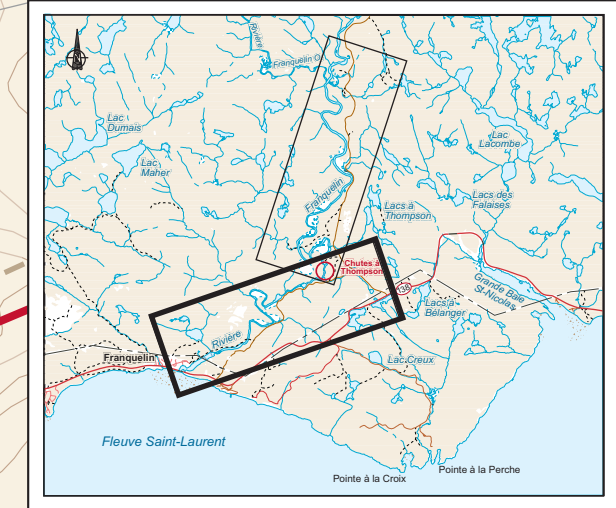 Rivière
Franquelin O
Lac
Dumais
Lac
Maher
Lac
Lacombe
Lacs des
Falaises
Franquelin
Lacs à
Thompson
Chutes à
Thompson
138
Grande Baie
St-Nicolas
Lacs à
Bélanger
Rivière
Franquelin
Lac Creux
Fleuve Saint-Laurent
Pointe à la Perche
Pointe à la Croix